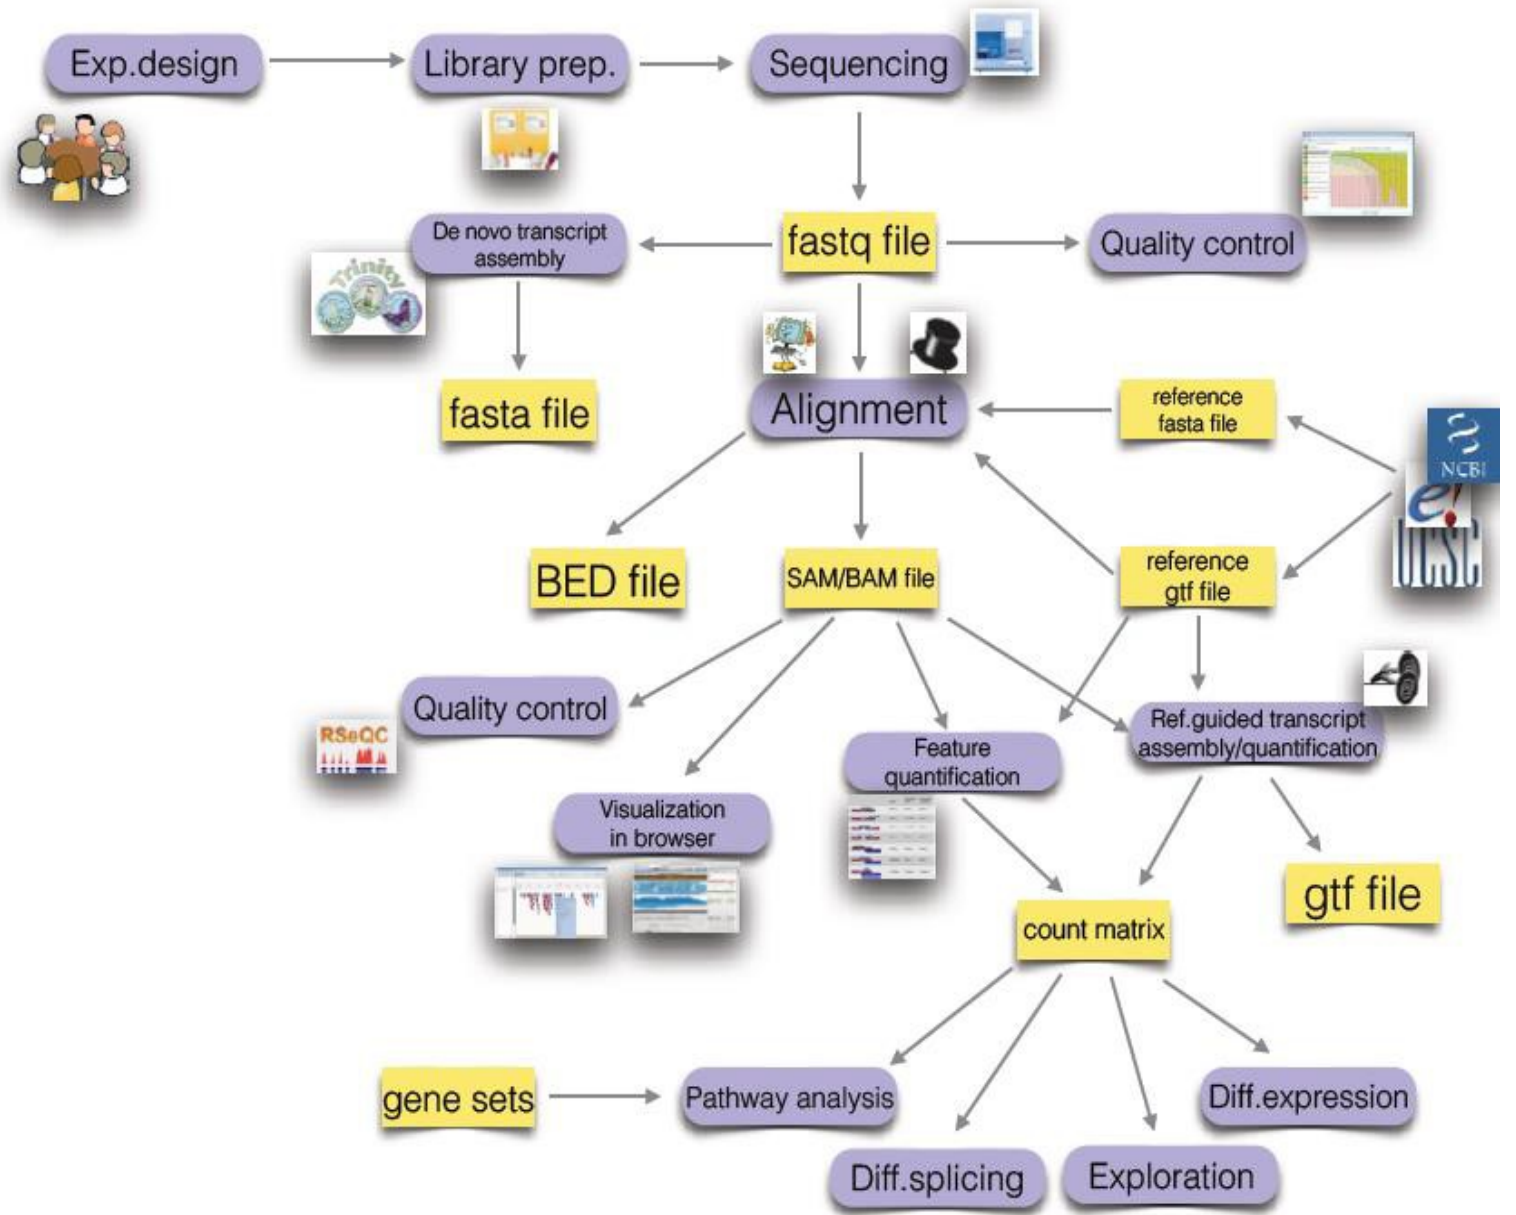 Exp.design
Library prep.
Sequencing
De novo transcript
assembly
fastq file
Quality control
Trinity
fasta file
Alignment
reference
fasta file
NCBI
e!
UCSC
BED file
SAM/BAM file
reference
gtf file
Quality control
RSeQC
Feature
quantification
Ref.guided transcript
assembly/quantification
Visualization
in browser
gtf file
count matrix
gene sets
Pathway analysis
Diff.expression
Diff.splicing
Exploration